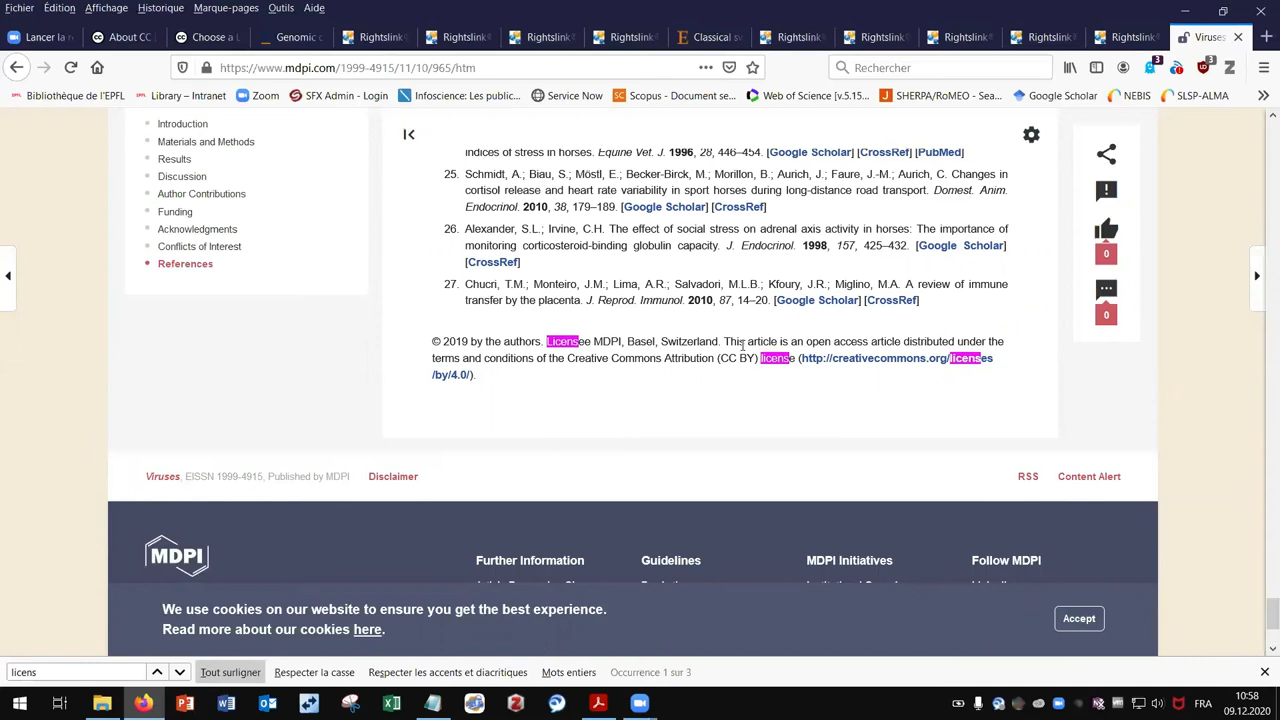 Fichier Édition Affichage Historique Marque-pages Outils Aide
Lancer la r About CC Choose a L Genomic c Rightslink Rightslink Rightslink Rightslink Classical sw Rightslink Rightslink Rightslink Rightslink Rightslink Viruses
https://www.mdpi.com/1999-4915/11/10/965/htm
Rechercher
3
3
Bibliothèque de l'EPFL Library – Intranet Zoom SFX Admin - Login Infoscience: Les public... Service Now Scopus - Document se... Web of Science [v.5.15... SHERPA/RoMEO - Sea... Google Scholar NEBIS SLSP-ALMA
Introduction
Materials and Methods
Results
Discussion
Author Contributions
Funding
Acknowledgments
Conflicts of Interest
References
indices of stress in horses. Equine Vet. J. 1996, 28, 446–454. [Google Scholar] [CrossRef] [PubMed]
25. Schmidt, A.; Biau, S.; Möstl, E.; Becker-Birck, M.; Morillon, B.; Aurich, J.; Faure, J.-M.; Aurich, C. Changes in
cortisol release and heart rate variability in sport horses during long-distance road transport. Domest. Anim.
Endocrinol. 2010, 38, 179–189. [Google Scholar] [CrossRef]
26. Alexander, S.L.; Irvine, C.H. The effect of social stress on adrenal axis activity in horses: The importance of
monitoring corticosteroid-binding globulin capacity. J. Endocrinol. 1998, 157, 425–432. [Google Scholar]
[CrossRef]
27. Chucri, T.M.; Monteiro, J.M.; Lima, A.R.; Salvadori, M.L.B.; Kfoury, J.R.; Miglino, M.A. A review of immune
transfer by the placenta. J. Reprod. Immunol. 2010, 87, 14–20. [Google Scholar] [CrossRef]
© 2019 by the authors. Licensee MDPI, Basel, Switzerland. This article is an open access article distributed under the
terms and conditions of the Creative Commons Attribution (CC BY) license (http://creativecommons.org/licenses
/by/4.0/).
0
0
Viruses, EISSN 1999-4915, Published by MDPI Disclaimer RSS Content Alert
MDPI
Further Information Guidelines MDPI Initiatives Follow MDPI
We use cookies on our website to ensure you get the best experience.
Read more about our cookies here.
Accept
licens Tout surligner Respecter la casse Respecter les accents et diacritiques Mots entiers Occurrence 1 sur 3
FRA
10:58
09.12.2020